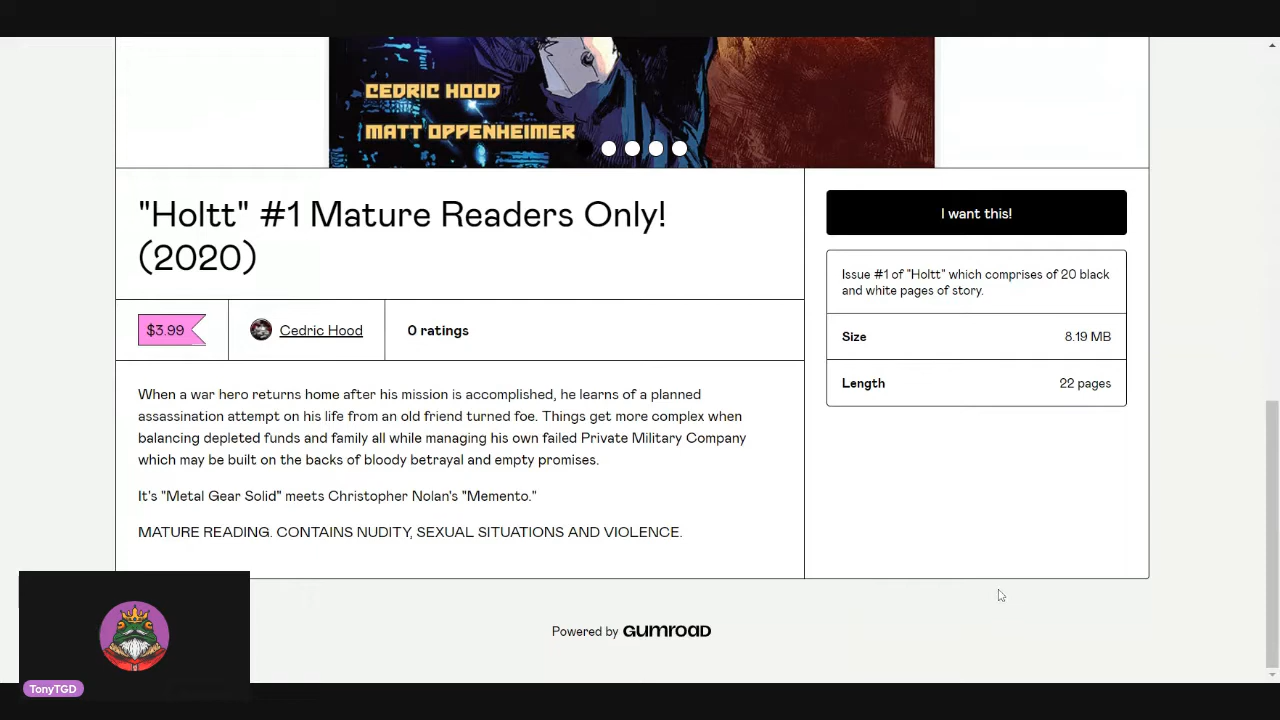 CEDRIC HOOD
MATT OPPENHEIMER
"Holtt" #1 Mature Readers Only!
(2020)
$3.99
Cedric Hood
0 ratings
When a war hero returns home after his mission is accomplished, he learns of a planned
assassination attempt on his life from an old friend turned foe. Things get more complex when
balancing depleted funds and family all while managing his own failed Private Military Company
which may be built on the backs of bloody betrayal and empty promises.
It's "Metal Gear Solid" meets Christopher Nolan's "Memento."
MATURE READING. CONTAINS NUDITY, SEXUAL SITUATIONS AND VIOLENCE.
I want this!
Issue #1 of "Holtt" which comprises of 20 black
and white pages of story.
Size 8.19 MB
Length 22 pages
Powered by GUMROAD
TonyTGD